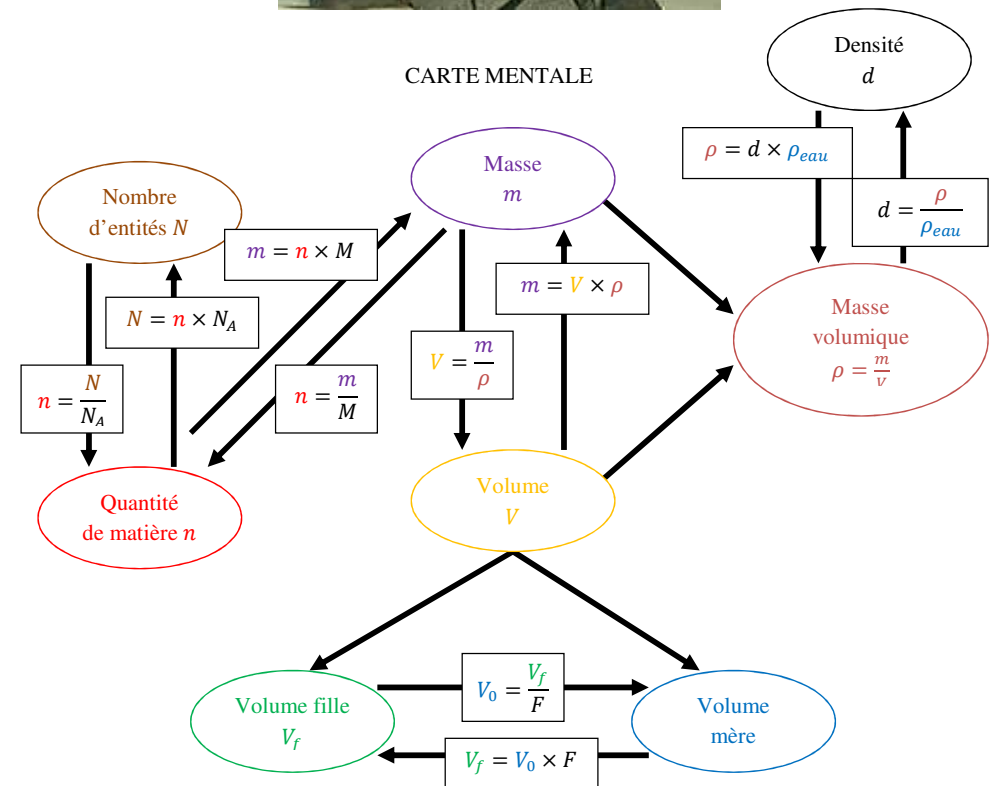 CARTE MENTALE
Densité
d
ρ = d × ρ_eau
d = ρ/ρ_eau
Masse
m
Nombre
d'entités N
m = n × M
N = n × N_A
m = V × ρ
Masse
volumique
ρ = m/V
V = m/ρ
n = N/N_A
n = m/M
Volume
V
Quantité
de matière n
V_0 = V_f/F
Volume fille
V_f
Volume
mère
V_f = V_0 × F